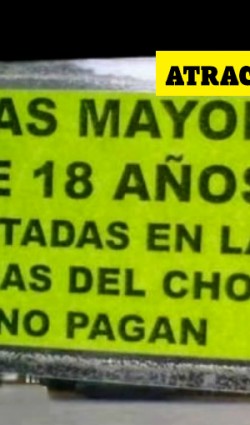 ATRAC
AS MAYO
E 18 AÑOS
TADAS EN LA
AS DEL CHO
NO PAGAN